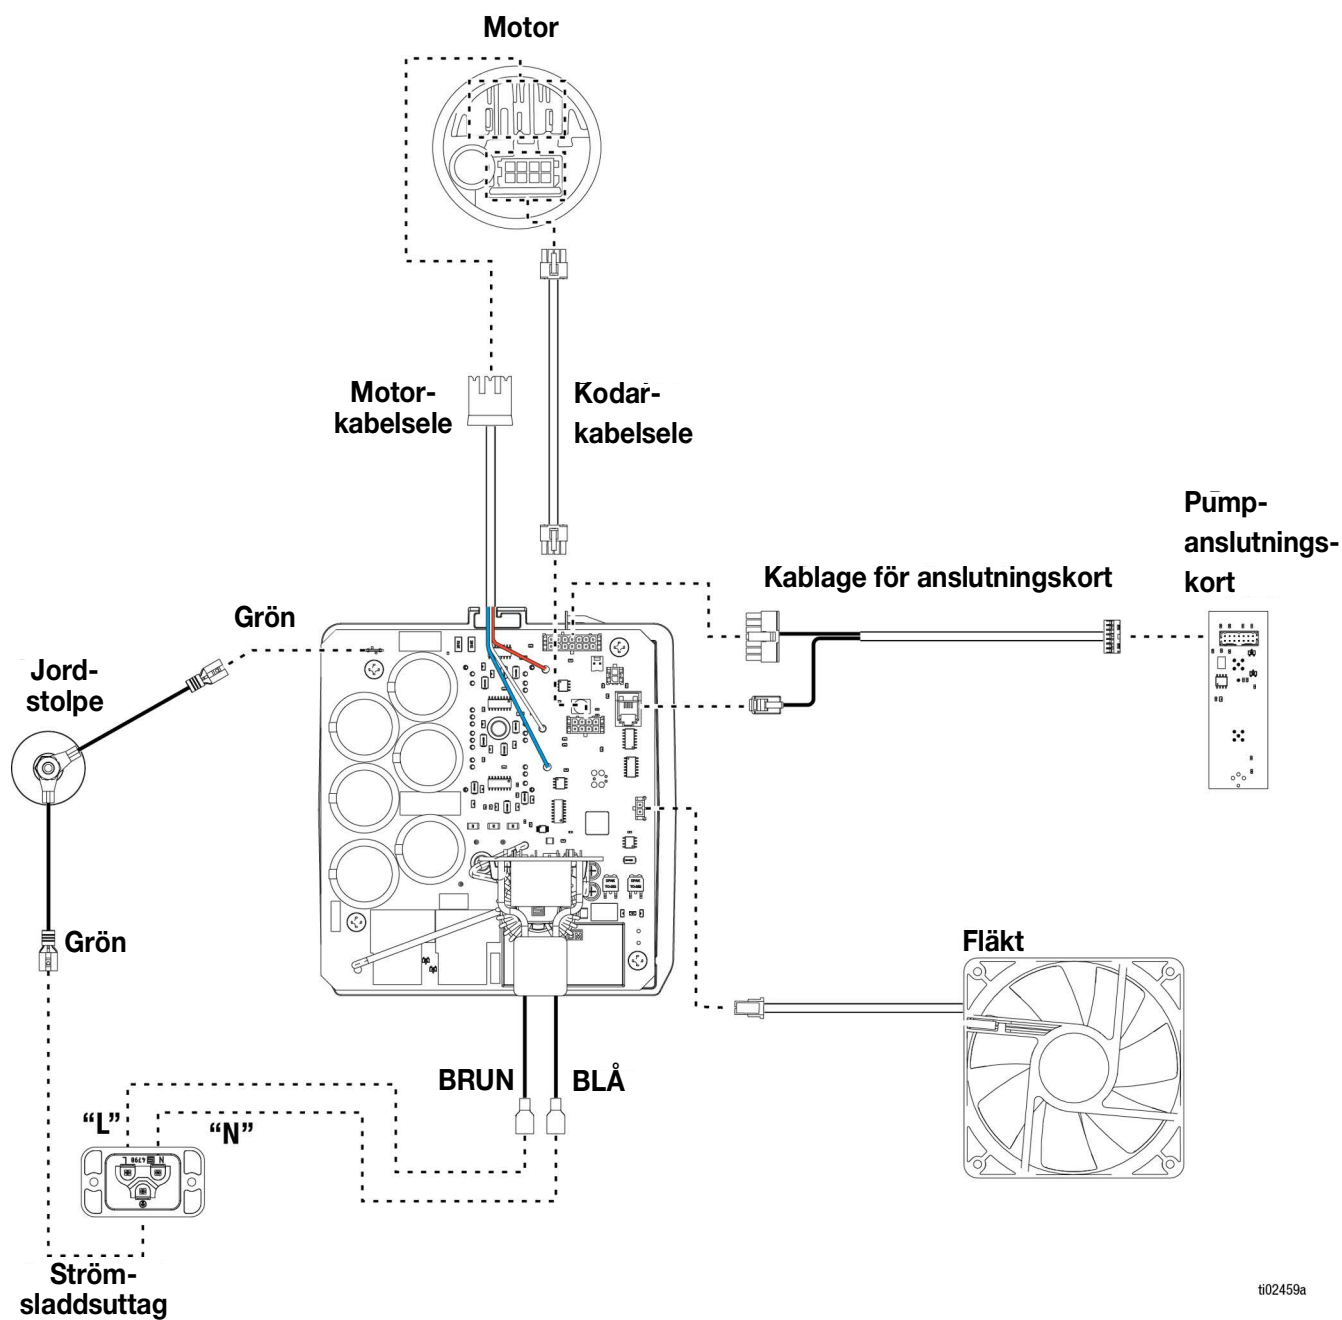 Motor
Motor-
kabelsele
Kodar-
kabelsele
Pump-
anslutnings-
kort
Kablage för anslutningskort
Grön
Jord-
stolpe
Grön
Fläkt
BRUN
BLÅ
“L”
“N”
L
N
Ström-
sladdsuttag
ti02459a